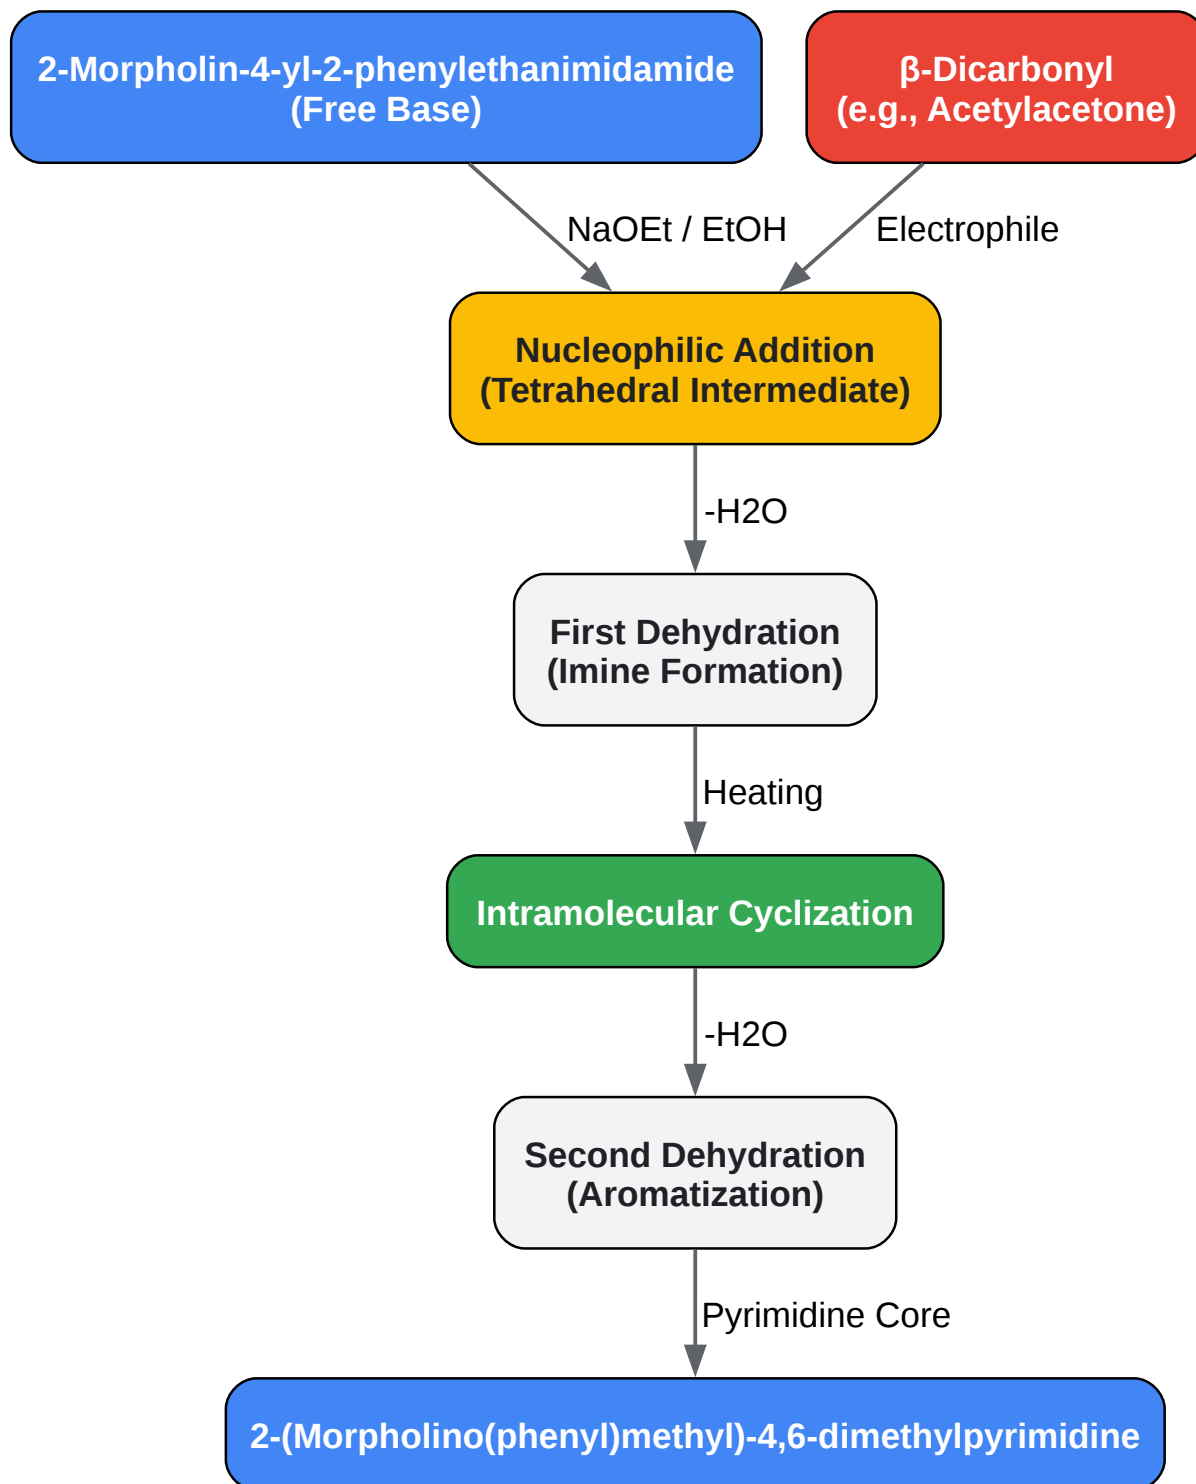 2-Morpholin-4-yl-2-phenylethanimidamide
(Free Base)
β-Dicarbonyl
(e.g., Acetylacetone)
NaOEt / EtOH
Electrophile
Nucleophilic Addition
(Tetrahedral Intermediate)
-H2O
First Dehydration
(Imine Formation)
Heating
Intramolecular Cyclization
-H2O
Second Dehydration
(Aromatization)
Pyrimidine Core
2-(Morpholino(phenyl)methyl)-4,6-dimethylpyrimidine